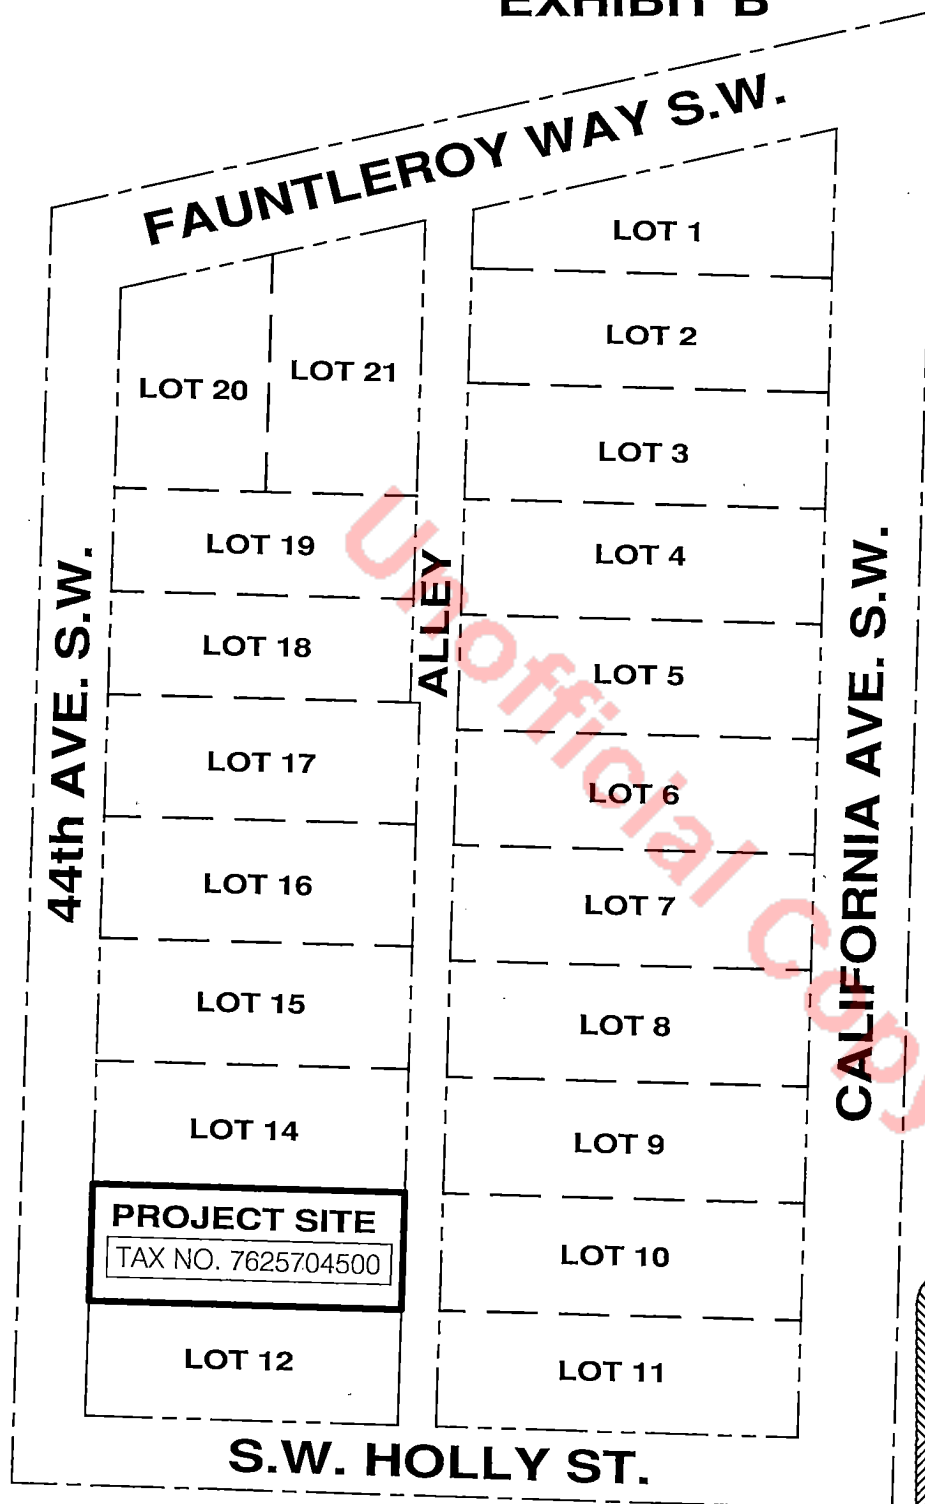 EXHIBIT B
FAUNTLEROY WAY S.W.
LOT 1
LOT 2
LOT 3
LOT 4
LOT 5
LOT 6
LOT 7
LOT 8
LOT 9
LOT 10
LOT 11
LOT 20
LOT 21
LOT 19
LOT 18
LOT 17
LOT 16
LOT 15
LOT 14
PROJECT SITE
TAX NO. 7625704500
LOT 12
ALLEY
44th AVE. S.W.
CALIFORNIA AVE. S.W.
S.W. HOLLY ST.
Unofficial Copy